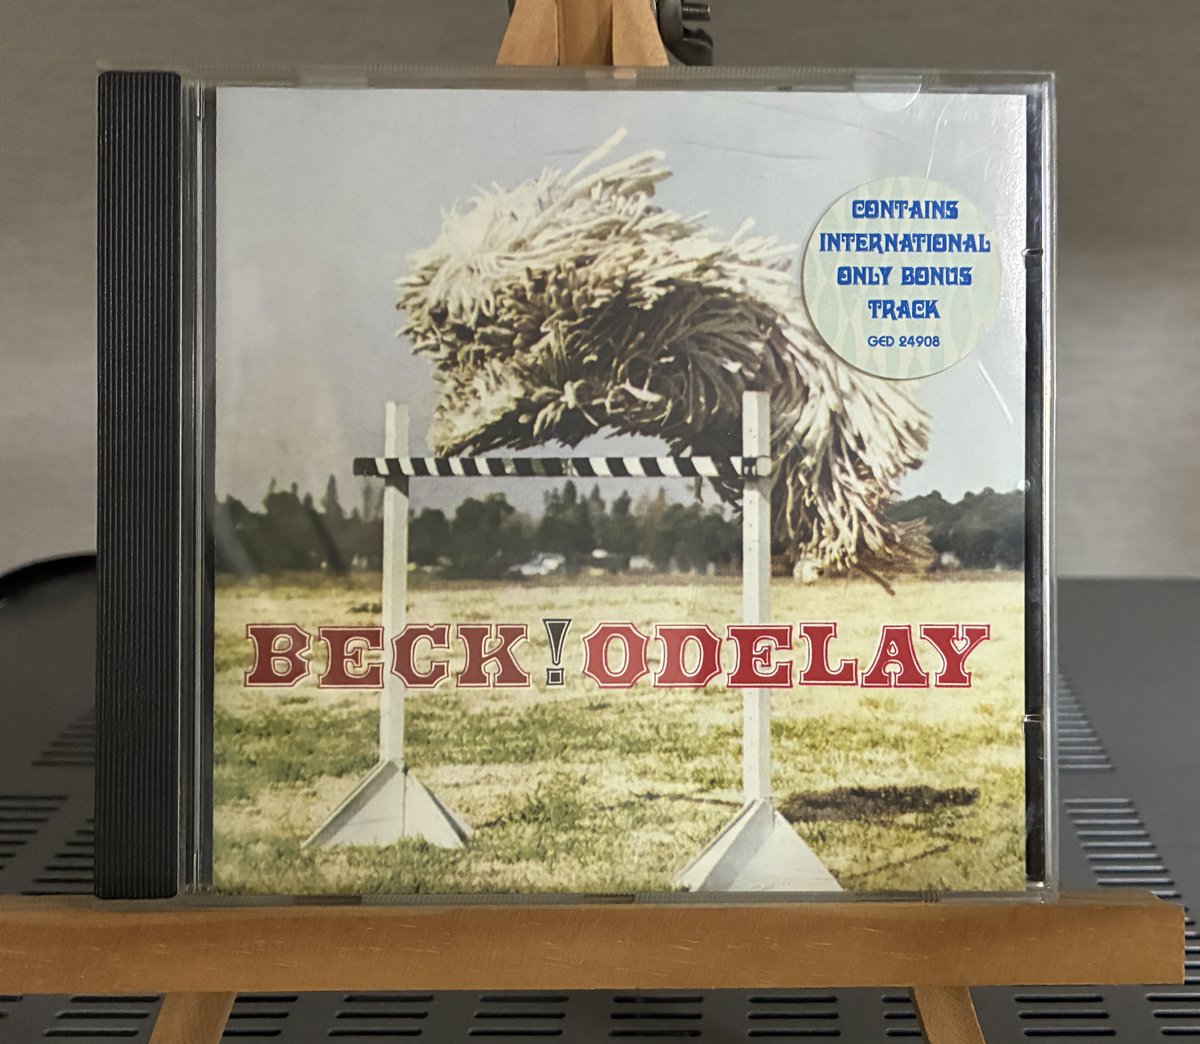 CONTAINS
INTERNATIONAL
ONLY BONUS
TRACK
GED 24908
BECK!ODELAY